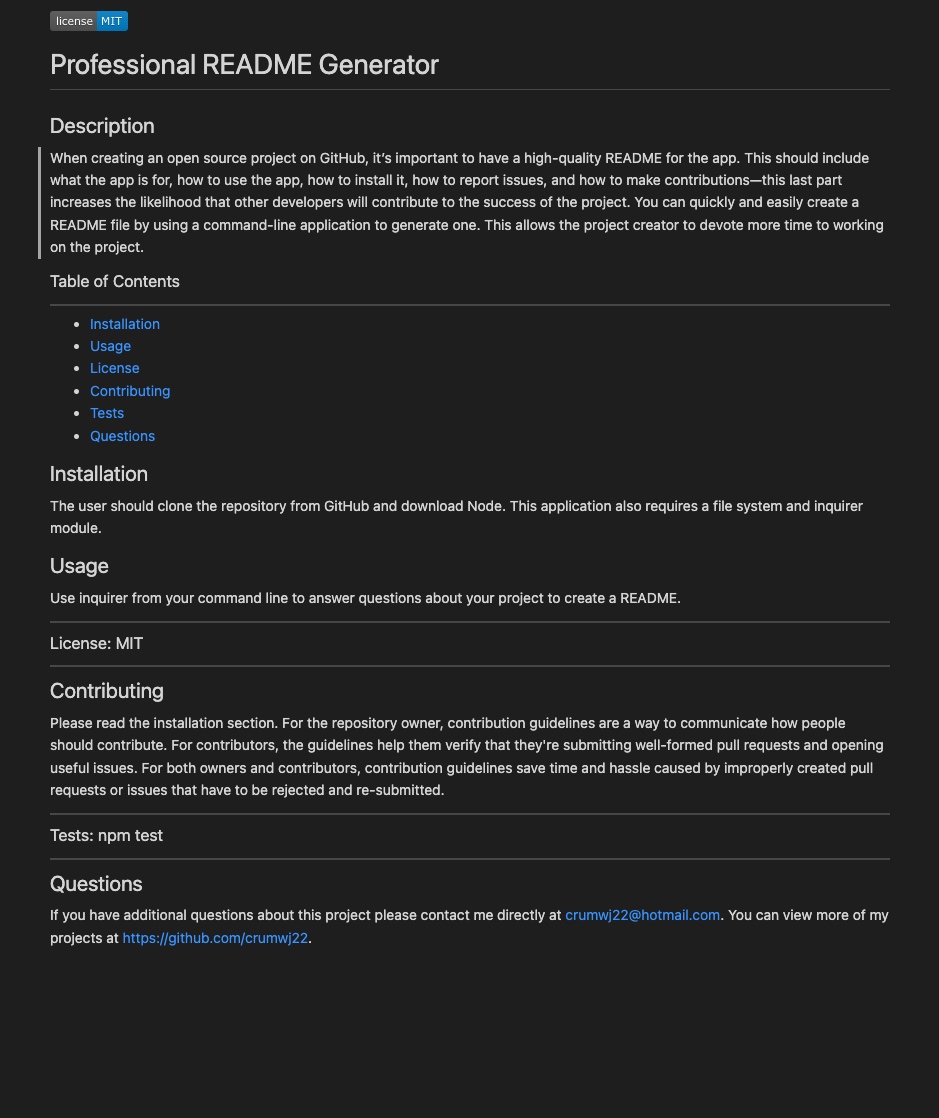 license MIT
Professional README Generator
Description
When creating an open source project on GitHub, it’s important to have a high-quality README for the app. This should include
what the app is for, how to use the app, how to install it, how to report issues, and how to make contributions—this last part
increases the likelihood that other developers will contribute to the success of the project. You can quickly and easily create a
README file by using a command-line application to generate one. This allows the project creator to devote more time to working
on the project.
Table of Contents
Installation
Usage
License
Contributing
Tests
Questions
Installation
The user should clone the repository from GitHub and download Node. This application also requires a file system and inquirer
module.
Usage
Use inquirer from your command line to answer questions about your project to create a README.
License: MIT
Contributing
Please read the installation section. For the repository owner, contribution guidelines are a way to communicate how people
should contribute. For contributors, the guidelines help them verify that they're submitting well-formed pull requests and opening
useful issues. For both owners and contributors, contribution guidelines save time and hassle caused by improperly created pull
requests or issues that have to be rejected and re-submitted.
Tests: npm test
Questions
If you have additional questions about this project please contact me directly at crumwj22@hotmail.com. You can view more of my
projects at https://github.com/crumwj22.